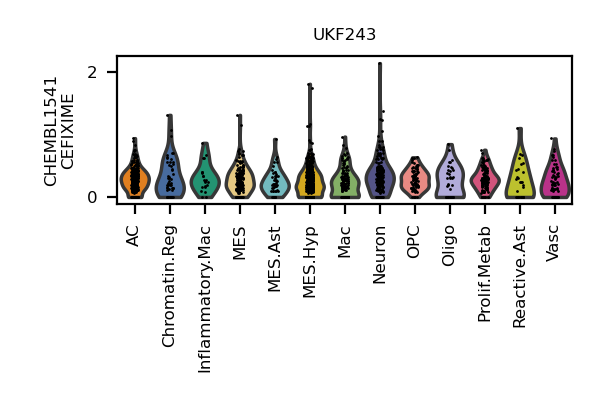 UKF243
CHEMBL1541
CEFIXIME
2
0
AC
Chromatin.Reg
Inflammatory.Mac
MES
MES.Ast
MES.Hyp
Mac
Neuron
OPC
Oligo
Prolif.Metab
Reactive.Ast
Vasc